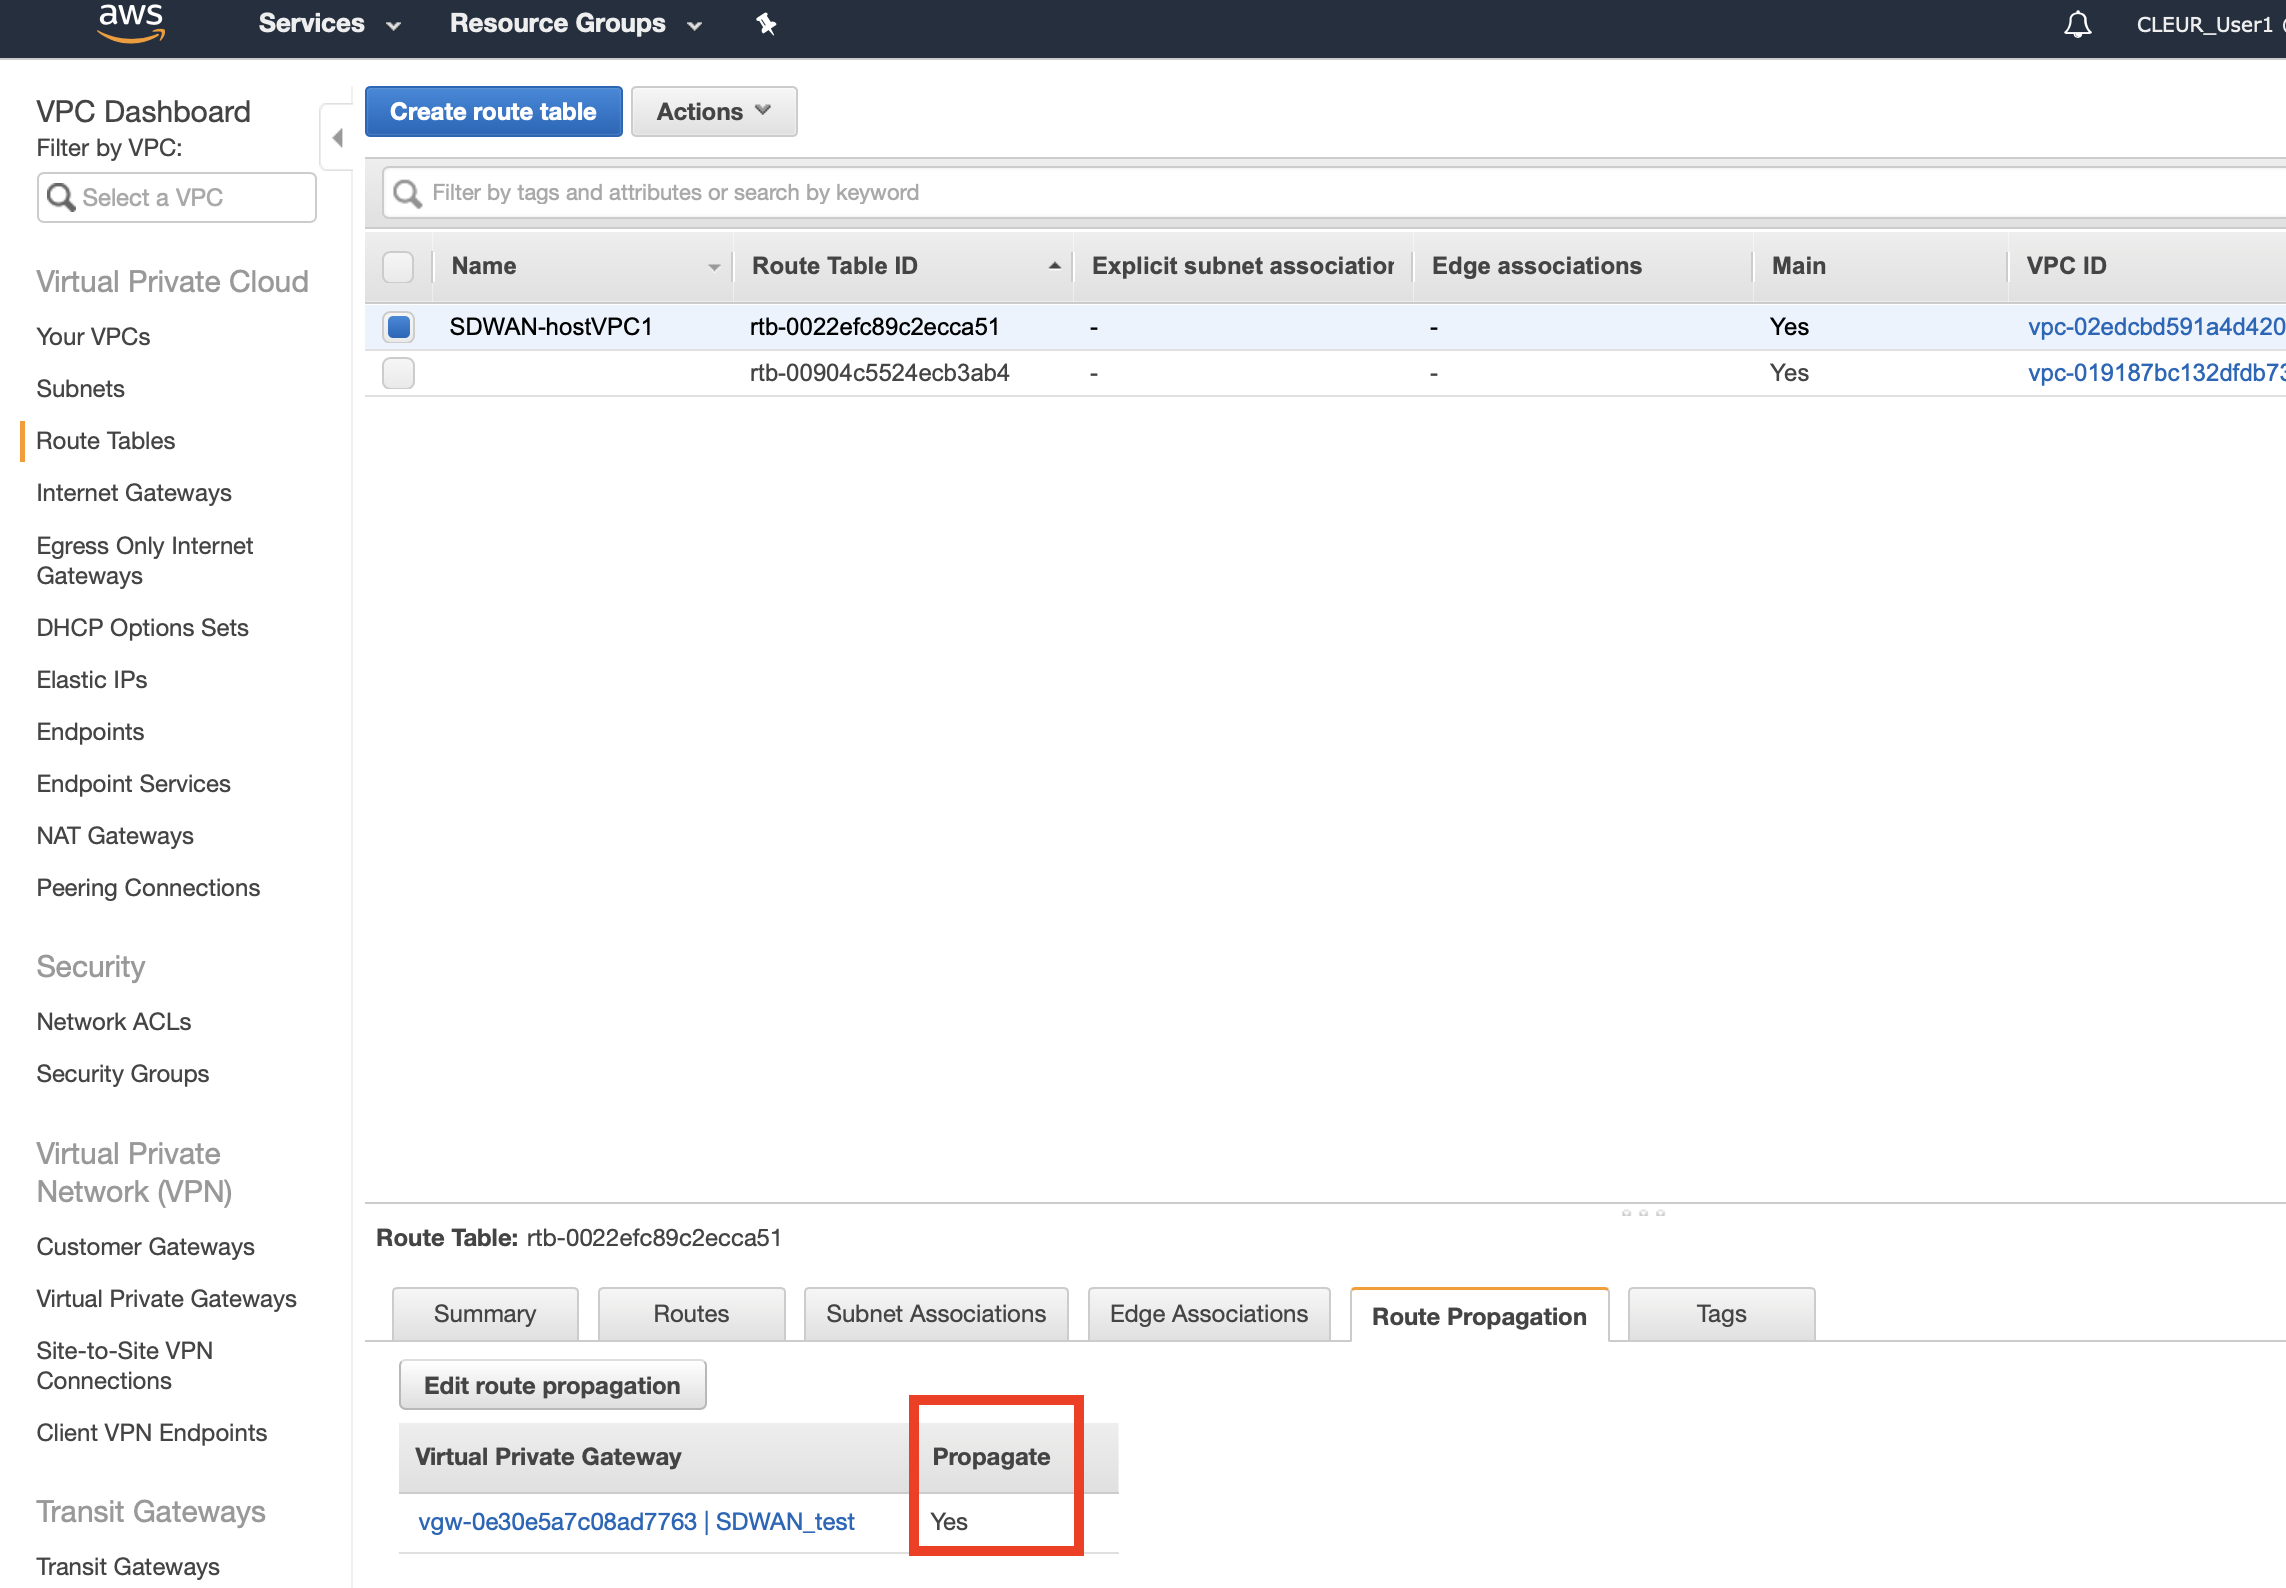 aws Services Resource Groups CLEUR_User1
VPC Dashboard
Filter by VPC:
Select a VPC
Virtual Private Cloud
Your VPCs
Subnets
Route Tables
Internet Gateways
Egress Only Internet
Gateways
DHCP Options Sets
Elastic IPs
Endpoints
Endpoint Services
NAT Gateways
Peering Connections
Security
Network ACLs
Security Groups
Virtual Private
Network (VPN)
Customer Gateways
Virtual Private Gateways
Site-to-Site VPN
Connections
Client VPN Endpoints
Transit Gateways
Transit Gateways
Create route table Actions
Filter by tags and attributes or search by keyword
Name Route Table ID Explicit subnet association Edge associations Main VPC ID
SDWAN-hostVPC1 rtb-0022efc89c2ecca51 - - Yes vpc-02edcbd591a4d420
rtb-00904c5524ecb3ab4 - - Yes vpc-019187bc132dfdb73
Route Table: rtb-0022efc89c2ecca51
Summary Routes Subnet Associations Edge Associations Route Propagation Tags
Edit route propagation
Virtual Private Gateway Propagate
vgw-0e30e5a7c08ad7763 | SDWAN_test Yes